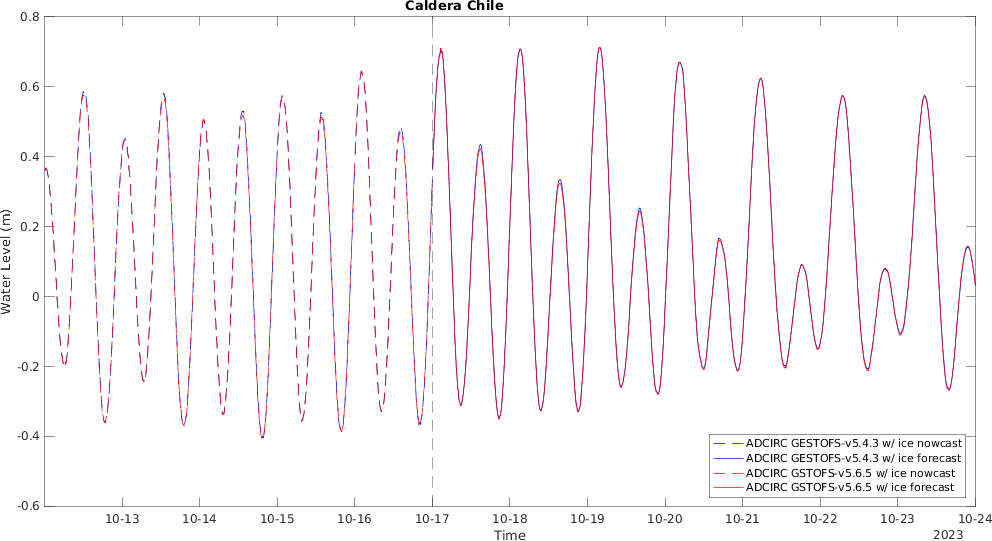 Caldera Chile
Water Level (m)
0.8
0.6
0.4
0.2
0
-0.2
-0.4
-0.6
ADCIRC GESTOFS-v5.4.3 w/ ice nowcast
ADCIRC GESTOFS-v5.4.3 w/ ice forecast
ADCIRC GSTOFS-v5.6.5 w/ ice nowcast
ADCIRC GSTOFS-v5.6.5 w/ ice forecast
10-13 10-14 10-15 10-16 10-17 10-18 10-19 10-20 10-21 10-22 10-23 10-24
Time
2023